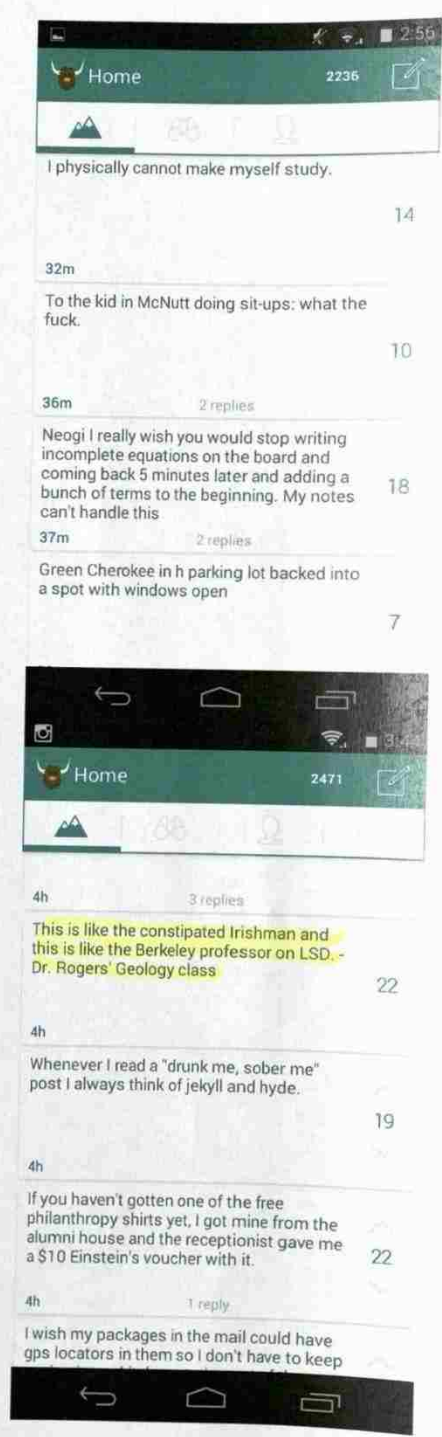 2:56
Home 2236
I physically cannot make myself study.
14
32m
To the kid in McNutt doing sit-ups: what the
fuck.
10
36m 2 replies
Neogi I really wish you would stop writing
incomplete equations on the board and
coming back 5 minutes later and adding a
bunch of terms to the beginning. My notes
can't handle this
18
37m 2 replies
Green Cherokee in h parking lot backed into
a spot with windows open
7
Home 2471
4h 3 replies
This is like the constipated Irishman and
this is like the Berkeley professor on LSD. -
Dr. Rogers' Geology class
22
4h
Whenever I read a "drunk me, sober me"
post I always think of jekyll and hyde.
19
4h
If you haven't gotten one of the free
philanthropy shirts yet, I got mine from the
alumni house and the receptionist gave me
a $10 Einstein's voucher with it.
22
4h 1 reply
I wish my packages in the mail could have
gps locators in them so I don't have to keep